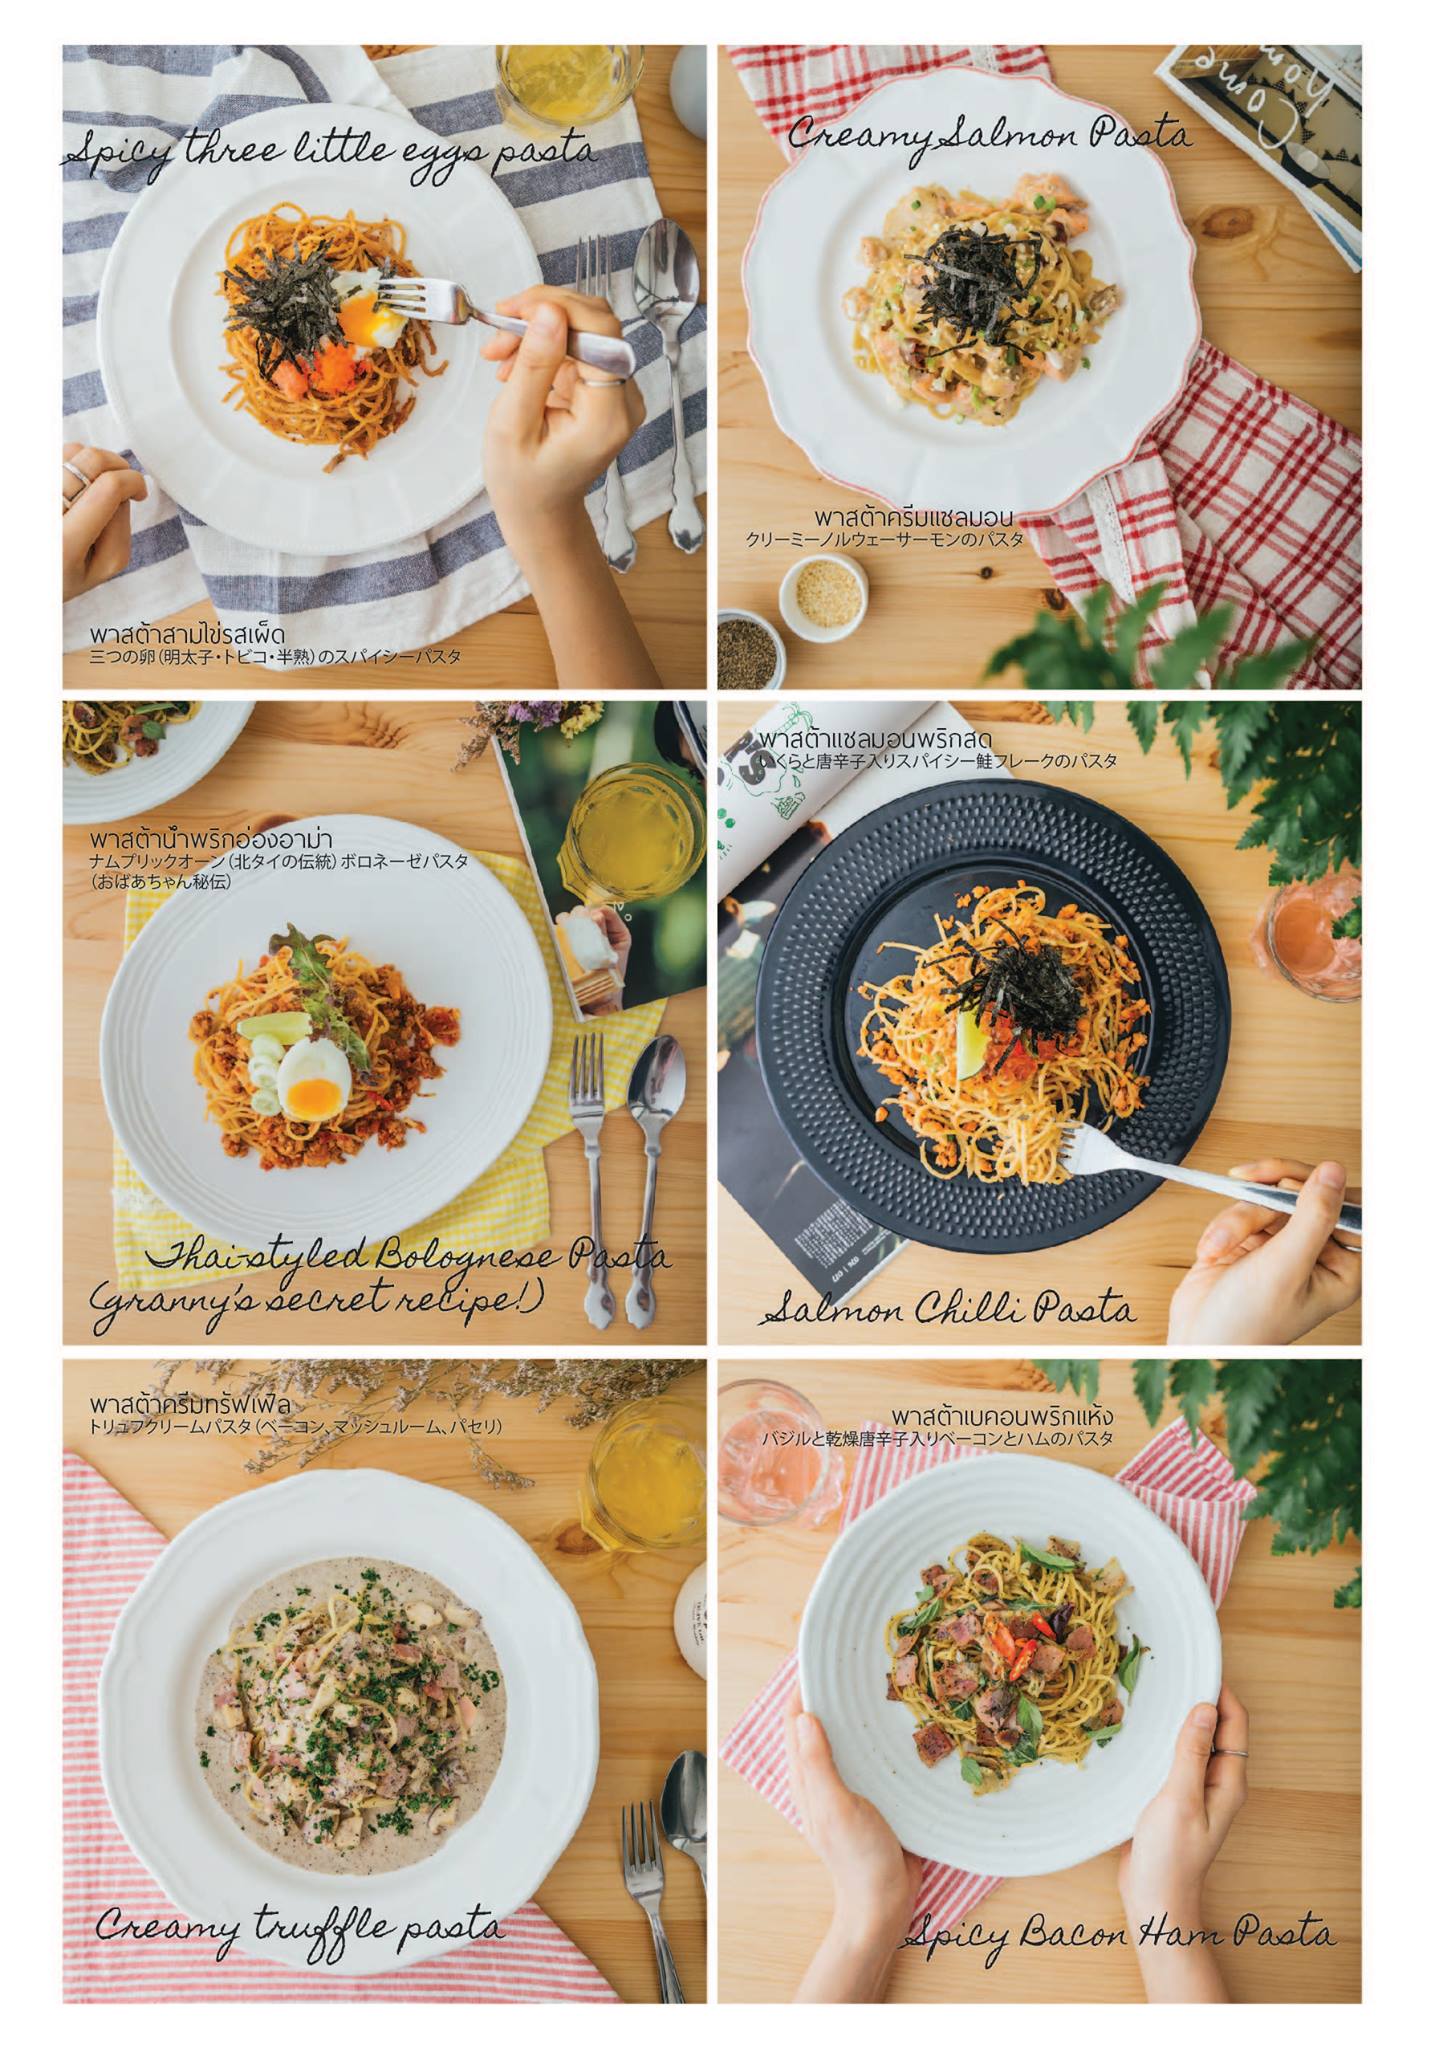 Spicy three little eggs pasta
พาสต้าสามไข่รสเผ็ด
三つの卵(明太子・トビコ・半熟)のスパイシーパスタ
Creamy Salmon Pasta
Come
Home
พาสต้าครีมแซลมอน
クリーミーノルウェーサーモンのパスタ
พาสต้าน้ำพริกอ่องอาม่า
ナムプリックオーン(北タイの伝統)ボロネーゼパスタ
(おばあちゃん秘伝)
Thai-styled Bolognese Pasta
(granny's secret recipe!)
พาสต้าแซลมอนพริกสด
いくらと唐辛子入りスパイシー鮭フレークのパスタ
Salmon Chilli Pasta
พาสต้าครีมทรัฟเฟิล
トリュフクリームパスタ(ベーコン、マッシュルーム、パセリ)
Creamy truffle pasta
พาสต้าเบคอนพริกแห้ง
バジルと乾燥唐辛子入りベーコンとハムのパスタ
Spicy Bacon Ham Pasta